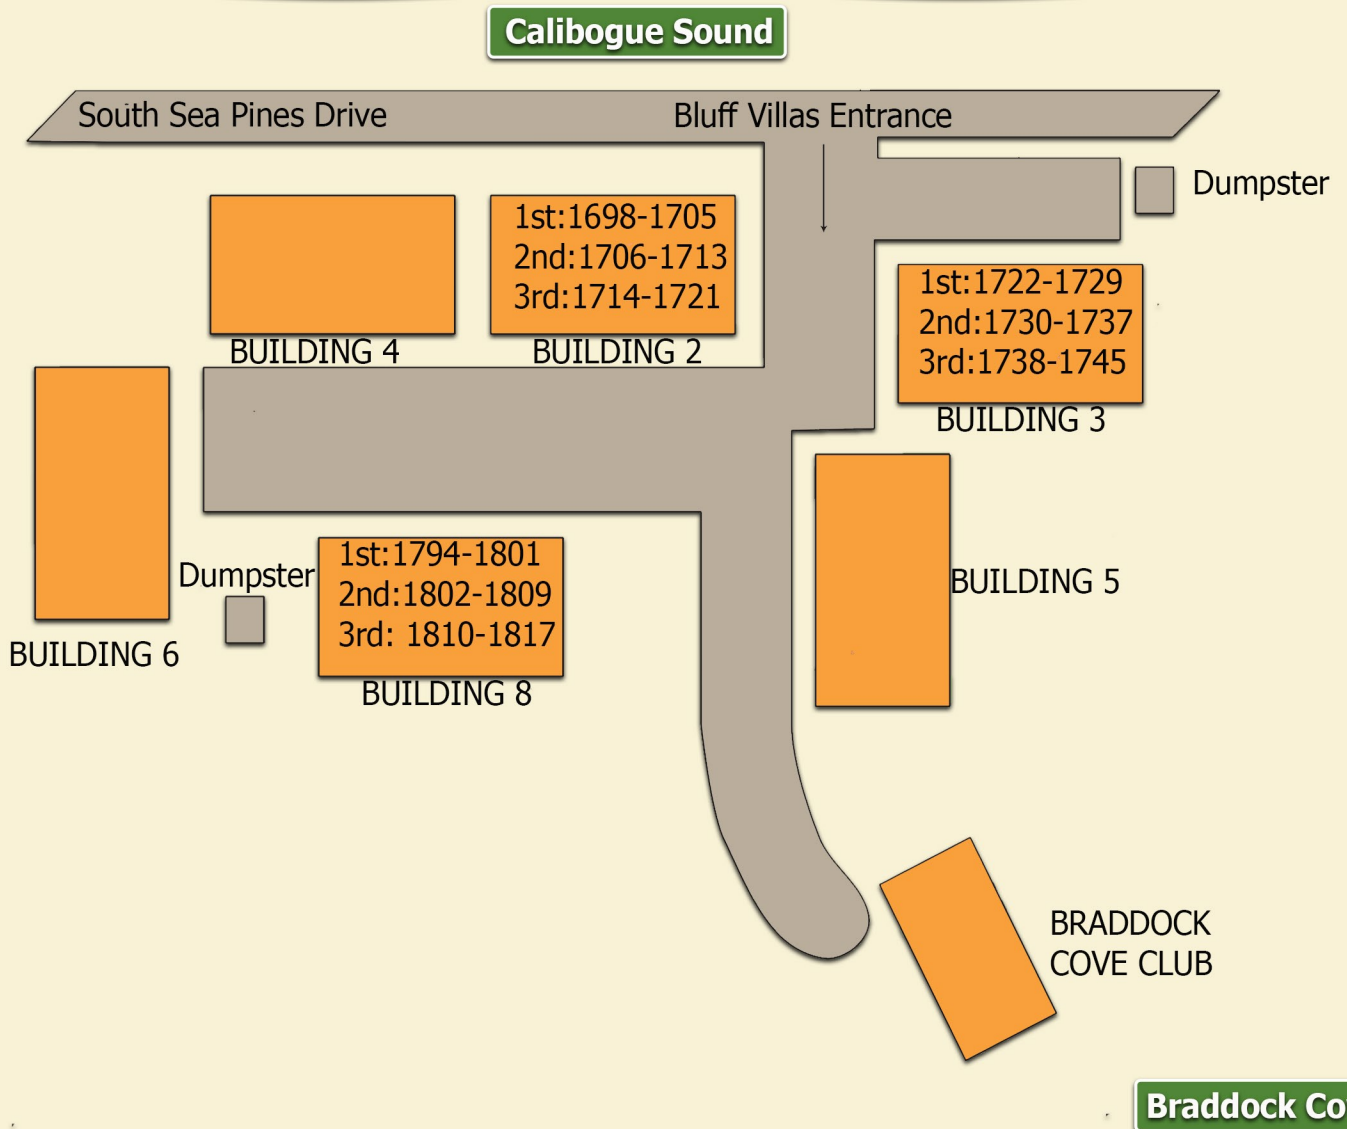 Calibogue Sound
South Sea Pines Drive
Bluff Villas Entrance
Dumpster
1st:1698-1705
2nd:1706-1713
3rd:1714-1721
BUILDING 4
BUILDING 2
1st:1722-1729
2nd:1730-1737
3rd:1738-1745
BUILDING 3
Dumpster
1st:1794-1801
2nd:1802-1809
3rd: 1810-1817
BUILDING 5
BUILDING 6
BUILDING 8
BRADDOCK
COVE CLUB
Braddock